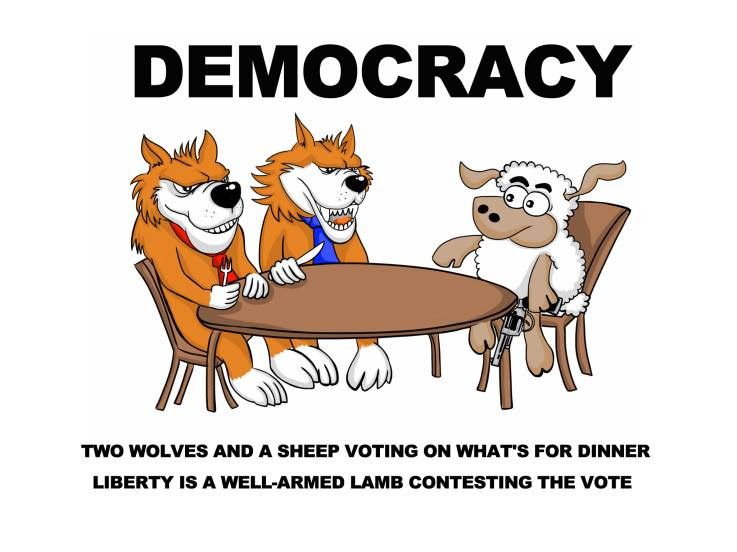 DEMOCRACY
TWO WOLVES AND A SHEEP VOTING ON WHAT'S FOR DINNER
LIBERTY IS A WELL-ARMED LAMB CONTESTING THE VOTE